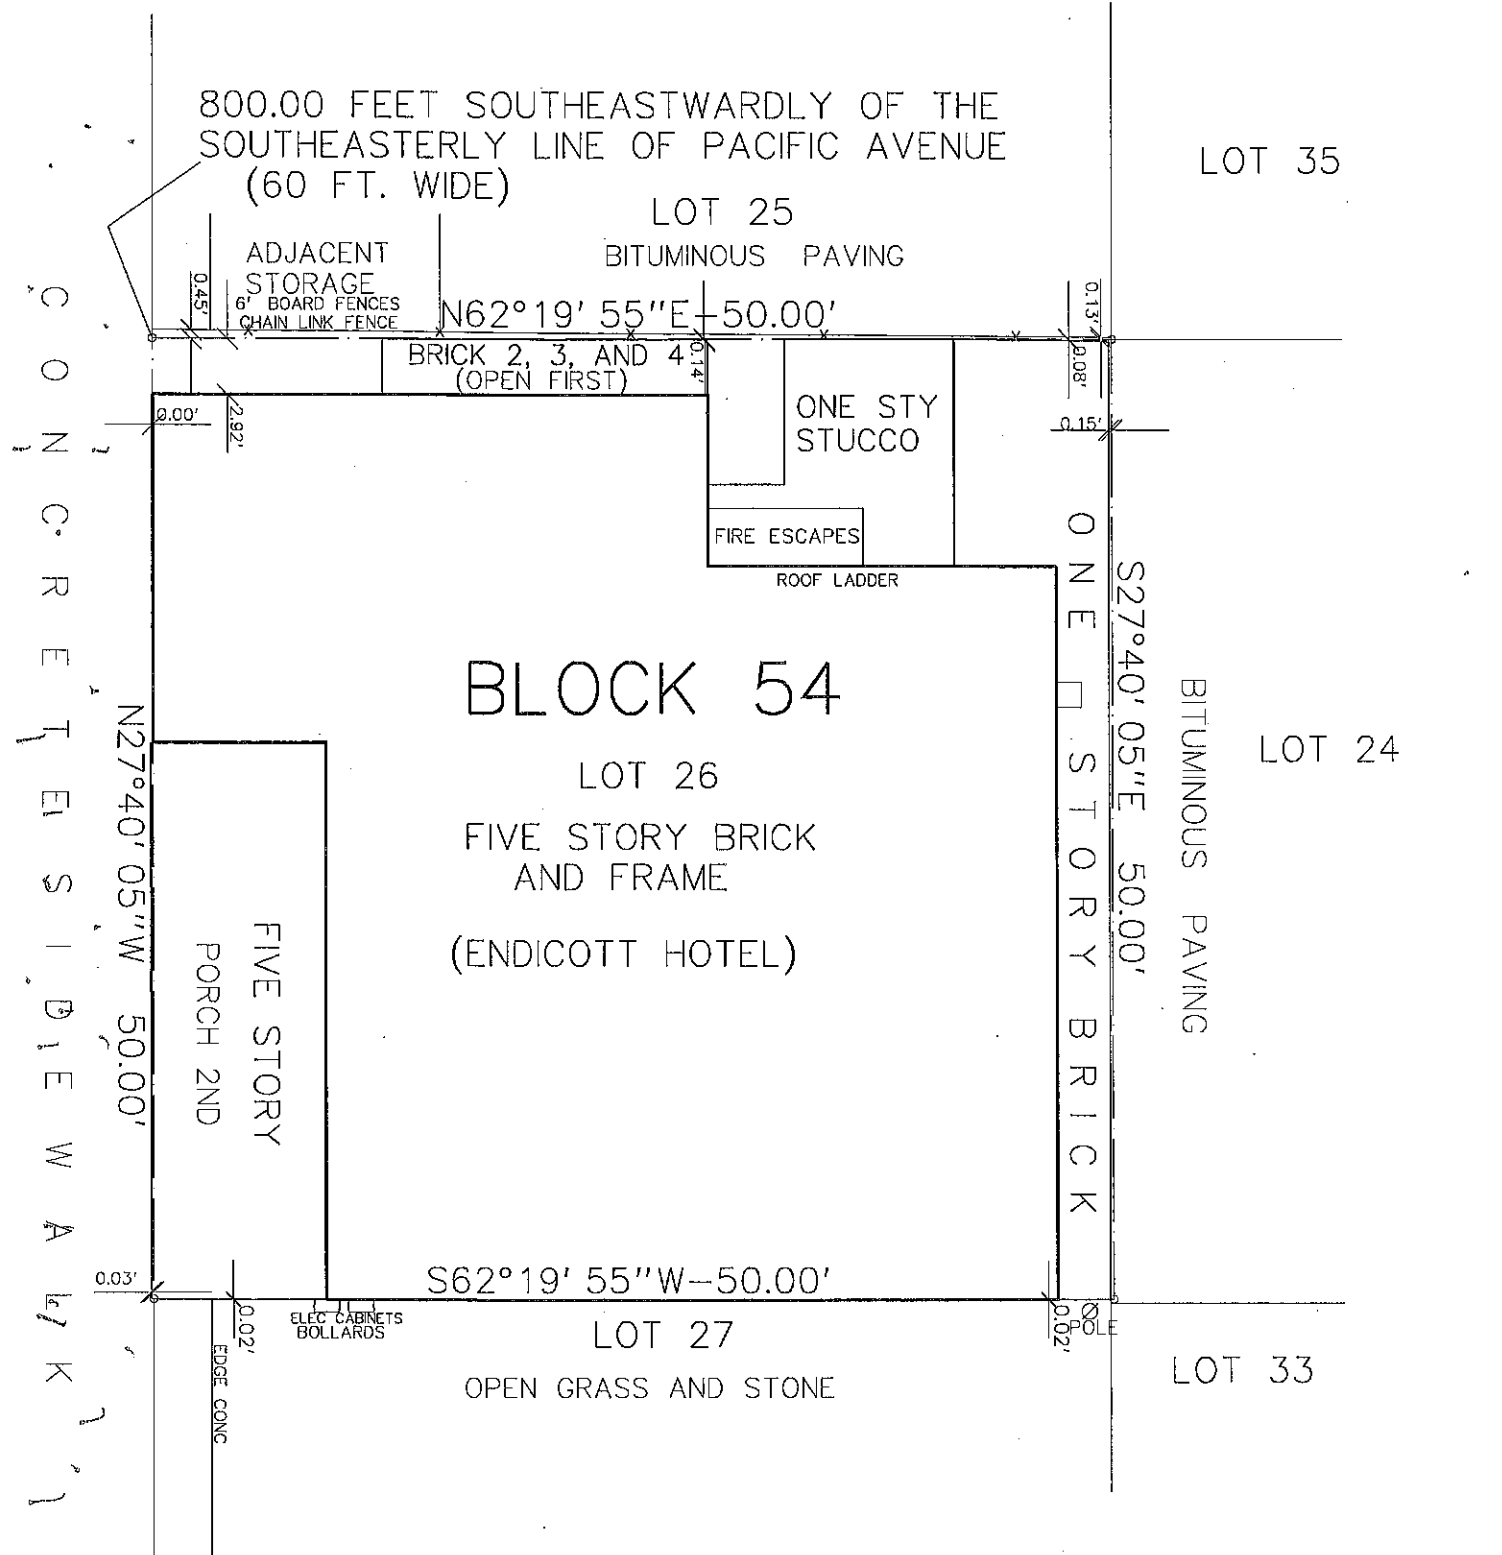 800.00 FEET SOUTHEASTWARDLY OF THE
SOUTHEASTERLY LINE OF PACIFIC AVENUE
(60 FT. WIDE)
LOT 35
LOT 25
BITUMINOUS PAVING
ADJACENT
STORAGE
6' BOARD FENCES
CHAIN LINK FENCE
0.45'
N62°19'55"E-50.00'
0.13'
BRICK 2, 3, AND 4
(OPEN FIRST)
0.14'
0.08'
0.00'
2.92'
ONE STY
STUCCO
0.15'
FIRE ESCAPES
ROOF LADDER
CONCRETE SIDEWALK
N27°40'05"W 50.00'
BLOCK 54
LOT 26
FIVE STORY BRICK
AND FRAME
(ENDICOTT HOTEL)
FIVE STORY
PORCH 2ND
ONE STORY BRICK
S27°40'05"E 50.00'
BITUMINOUS PAVING
LOT 24
0.03'
S62°19'55"W-50.00'
0.02'
ELEC CABINETS
BOLLARDS
0.02'
POLE
EDGE CONC
LOT 27
OPEN GRASS AND STONE
LOT 33